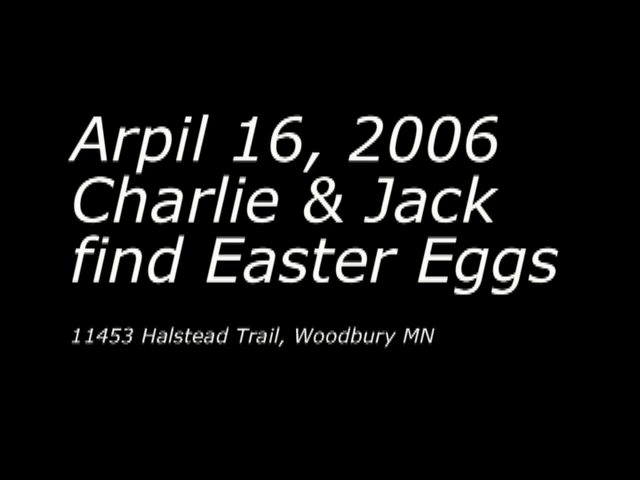 Arpil 16, 2006
Charlie & Jack
find Easter Eggs
11453 Halstead Trail, Woodbury MN